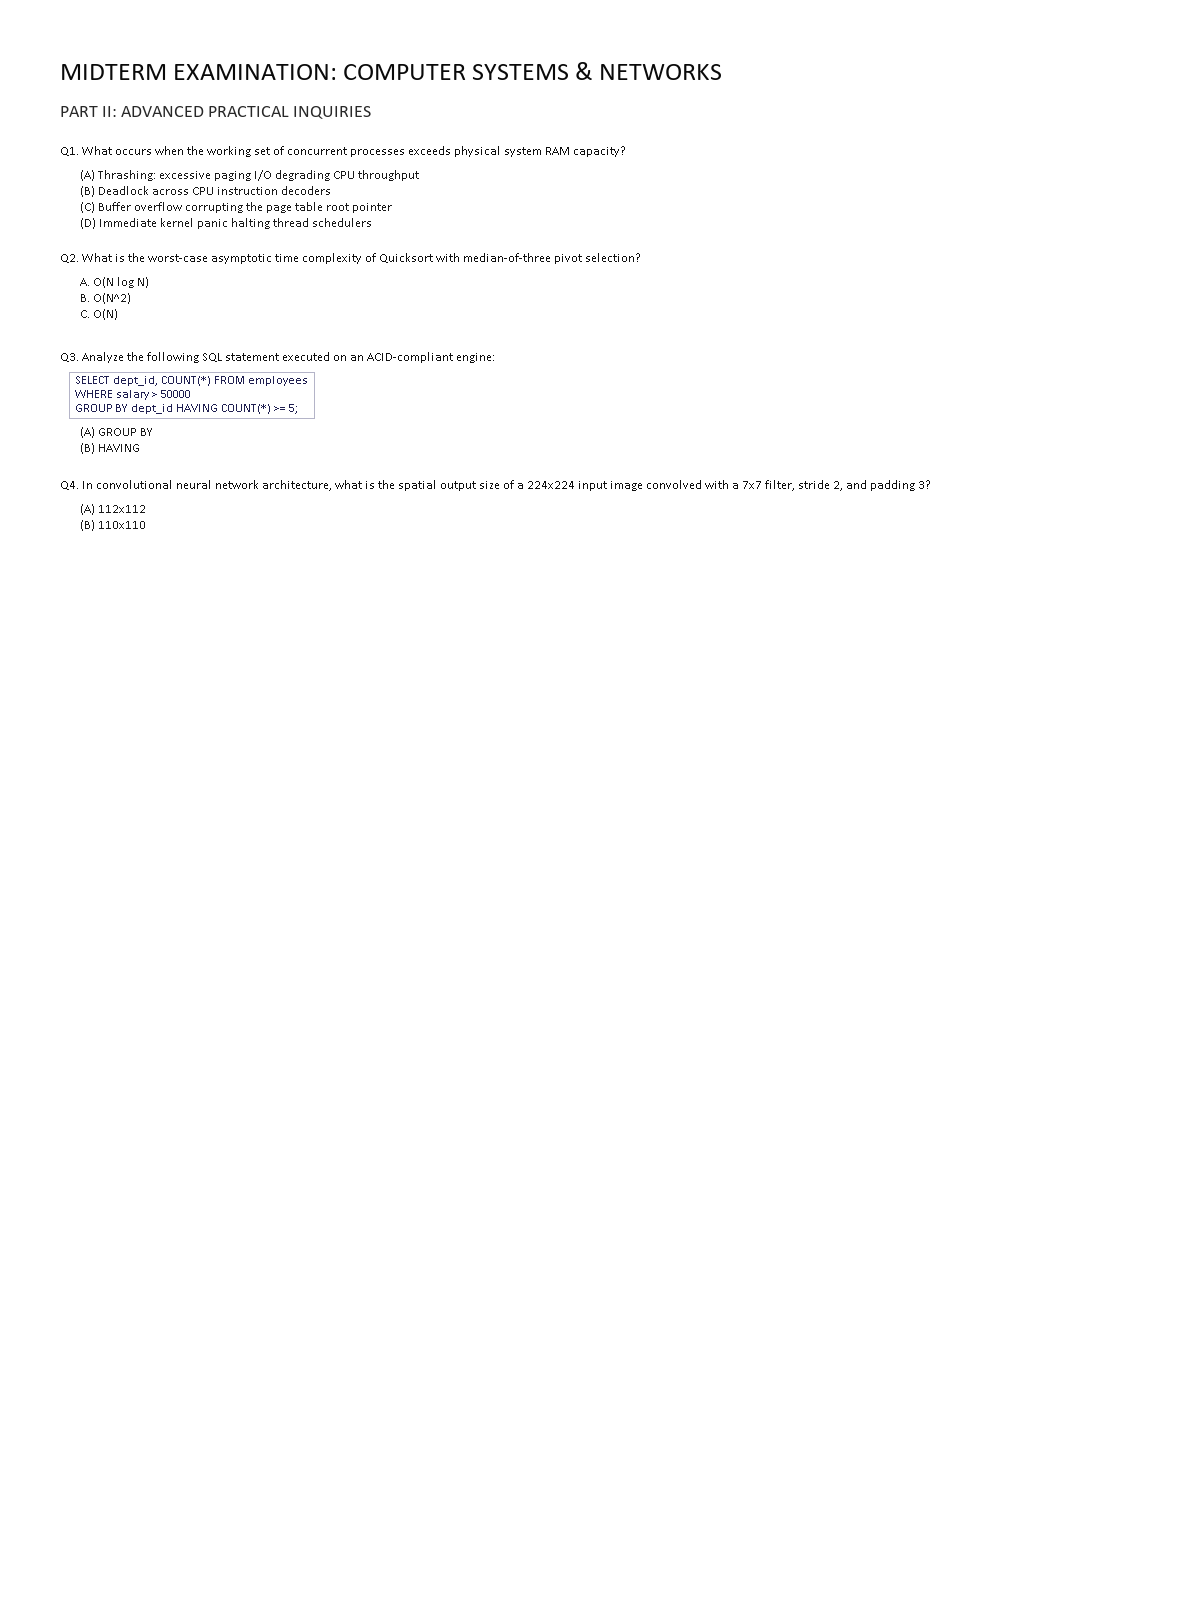 MIDTERM EXAMINATION: COMPUTER SYSTEMS & NETWORKS
PART II: ADVANCED PRACTICAL INQUIRIES
Q1. What occurs when the working set of concurrent processes exceeds physical system RAM capacity?
(A) Thrashing: excessive paging I/O degrading CPU throughput
(B) Deadlock across CPU instruction decoders
(C) Buffer overflow corrupting the page table root pointer
(D) Immediate kernel panic halting thread schedulers
Q2. What is the worst-case asymptotic time complexity of Quicksort with median-of-three pivot selection?
A. O(N log N)
B. O(N^2)
C. O(N)
Q3. Analyze the following SQL statement executed on an ACID-compliant engine:
SELECT dept_id, COUNT(*) FROM employees
WHERE salary > 50000
GROUP BY dept_id HAVING COUNT(*) >= 5;
(A) GROUP BY
(B) HAVING
Q4. In convolutional neural network architecture, what is the spatial output size of a 224x224 input image convolved with a 7x7 filter, stride 2, and padding 3?
(A) 112x112
(B) 110x110